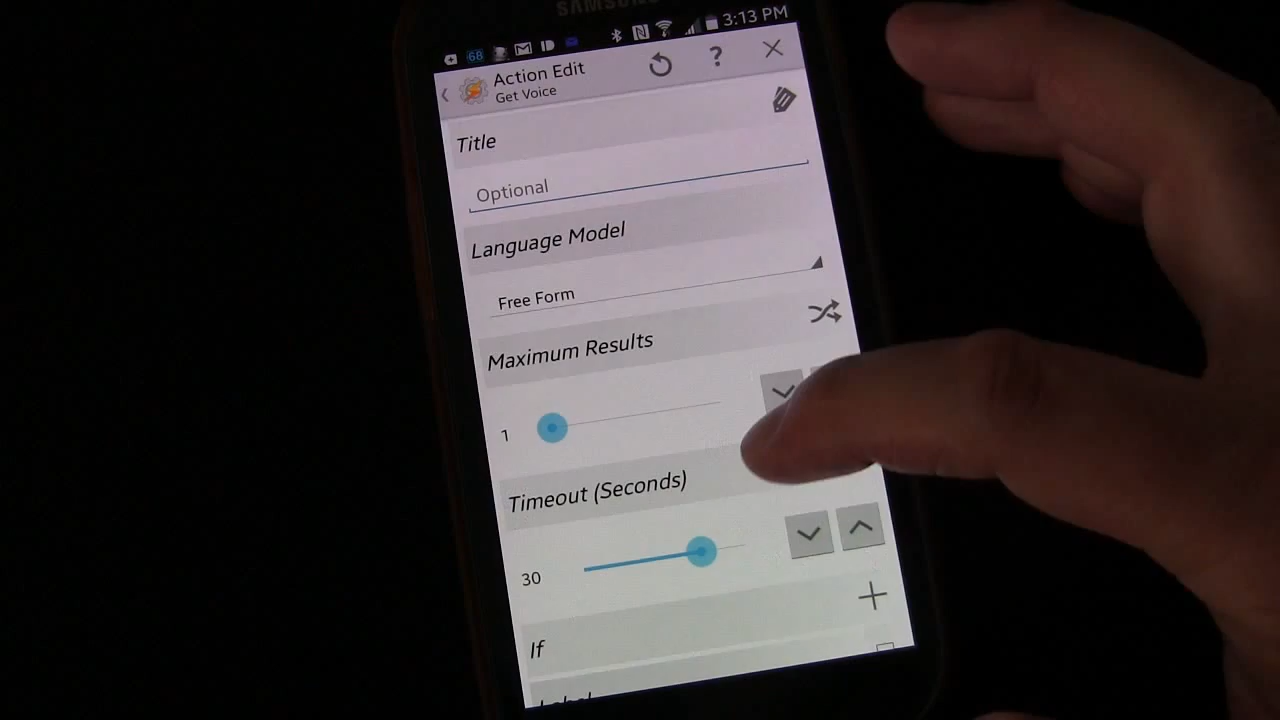 SAMSUNG
68
3:13 PM
Action Edit
?
Get Voice
Title
Optional
Language Model
Free Form
Maximum Results
1
Timeout (Seconds)
30
If
Label